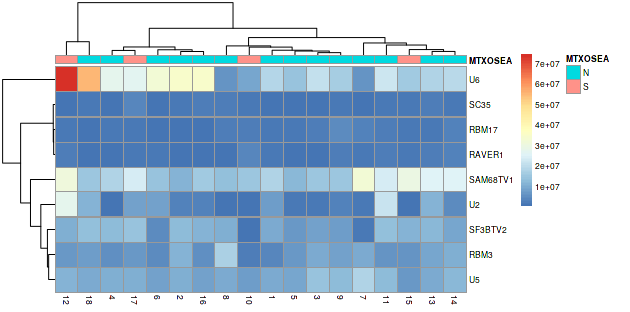 MTXOSEA
U6
SC35
RBM17
RAVER1
SAM68TV1
U2
SF3BTV2
RBM3
U5
12 18 4 17 6 2 16 8 10 1 5 3 9 7 11 15 13 14
7e+07
6e+07
5e+07
4e+07
3e+07
2e+07
1e+07
MTXOSEA
N
S